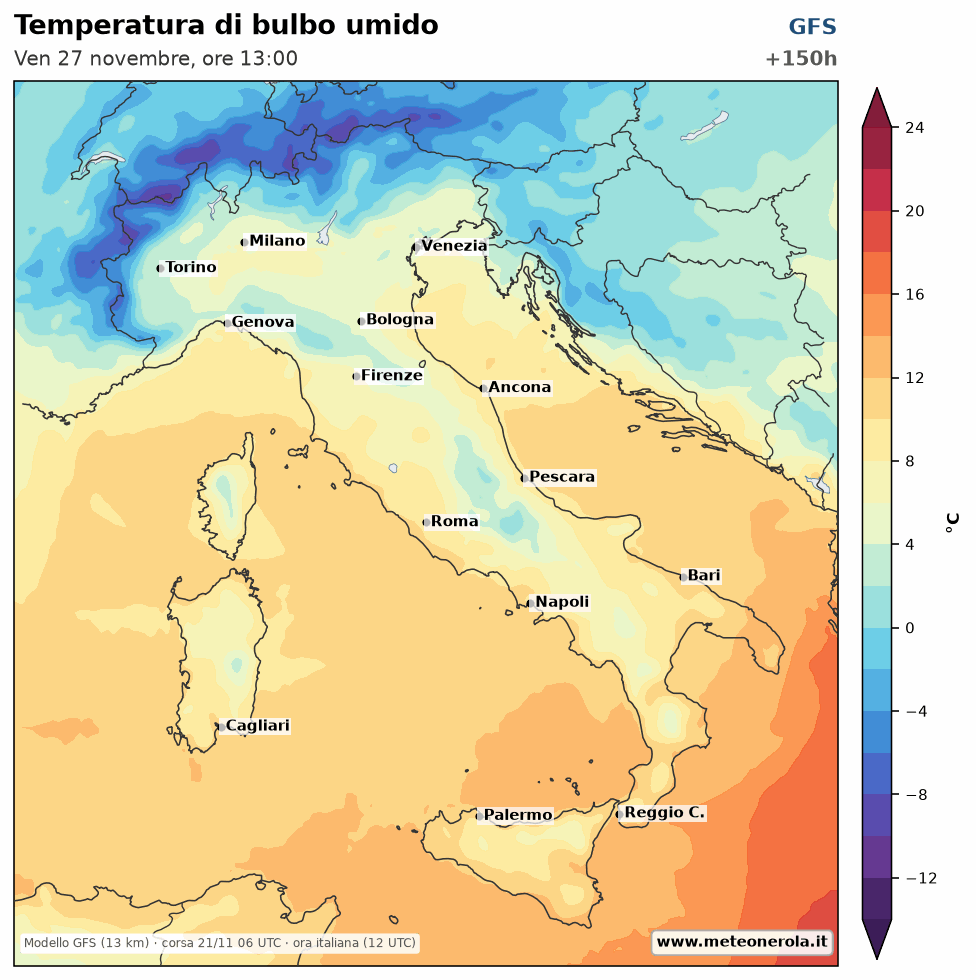 Temperatura di bulbo umido
GFS
Ven 27 novembre, ore 13:00
+150h
24
20
16
12
8
4
0
−4
−8
−12
°C
Milano
Venezia
Torino
Genova
Bologna
Firenze
Ancona
Pescara
Roma
Bari
Napoli
Cagliari
Palermo
Reggio C.
Modello GFS (13 km) · corsa 21/11 06 UTC · ora italiana (12 UTC)
www.meteonerola.it